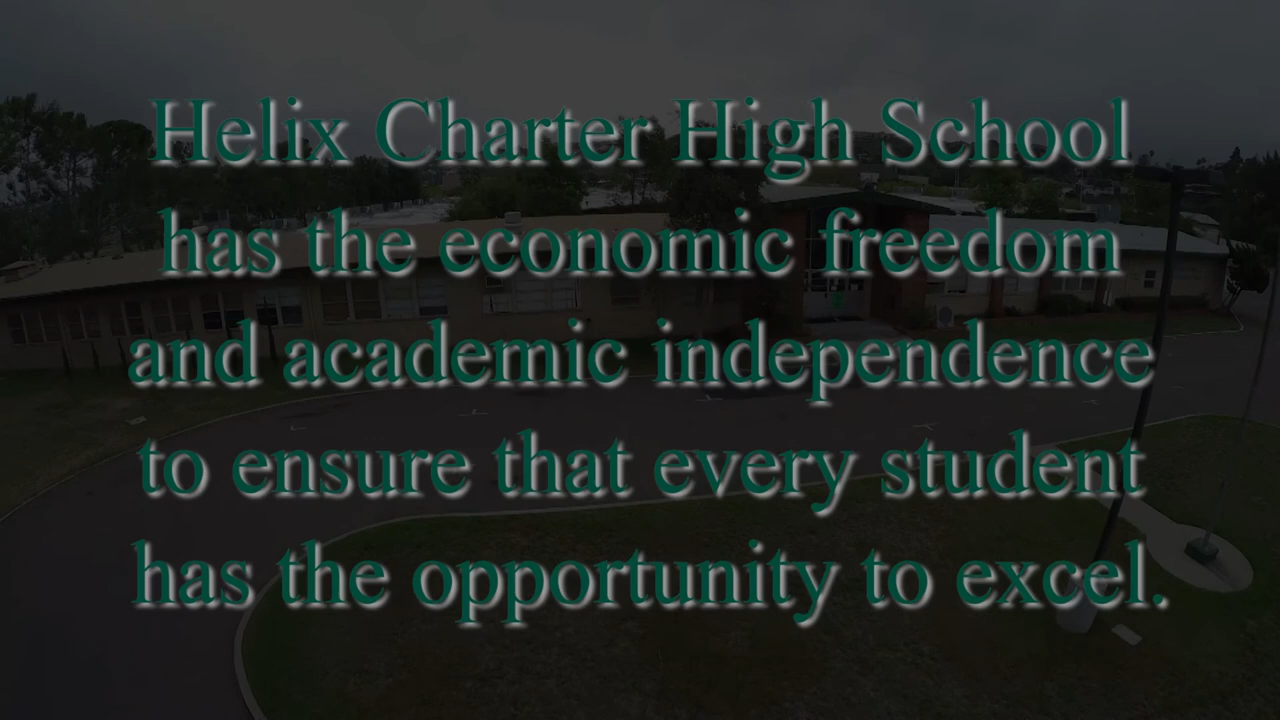 Helix Charter High School
has the economic freedom
and academic independence
to ensure that every student
has the opportunity to excel.